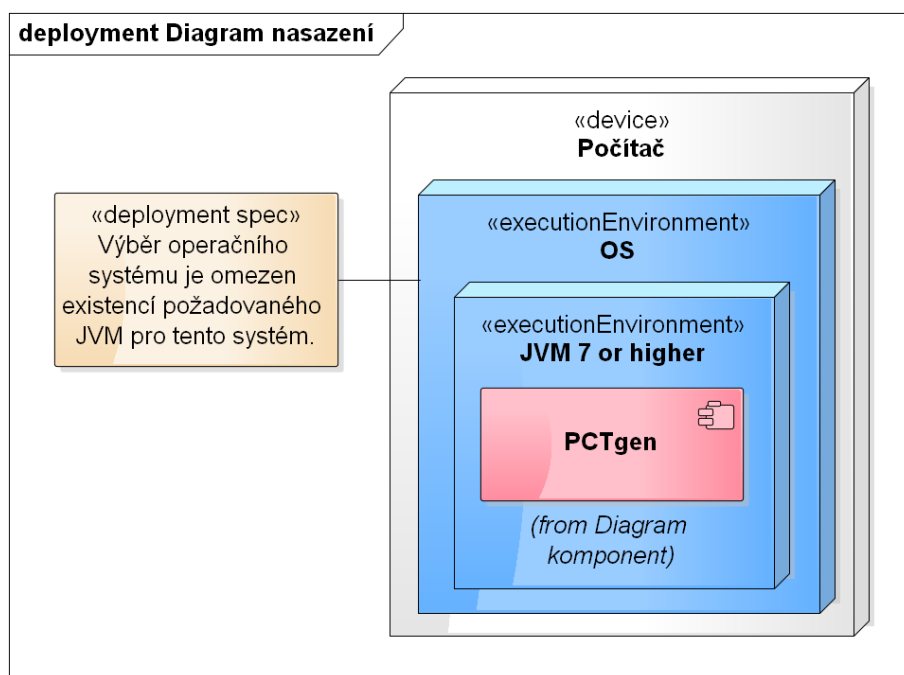 deployment Diagram nasazení
«device»
Počítač
«deployment spec»
Výběr operačního
systému je omezen
existencí požadovaného
JVM pro tento systém.
«executionEnvironment»
OS
«executionEnvironment»
JVM 7 or higher
PCTgen
(from Diagram
komponent)